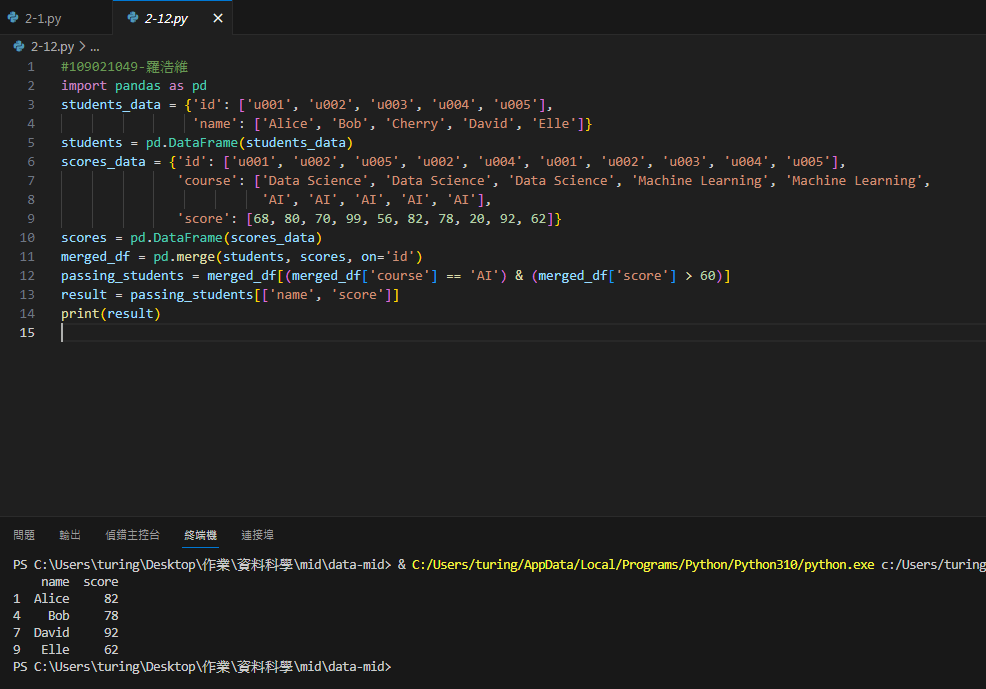 2-1.py 2-12.py ×
2-12.py > ...
1 #109021049-羅浩維
2 import pandas as pd
3 students_data = {'id': ['u001', 'u002', 'u003', 'u004', 'u005'],
4 'name': ['Alice', 'Bob', 'Cherry', 'David', 'Elle']}
5 students = pd.DataFrame(students_data)
6 scores_data = {'id': ['u001', 'u002', 'u005', 'u002', 'u004', 'u001', 'u002', 'u003', 'u004', 'u005'],
7 'course': ['Data Science', 'Data Science', 'Data Science', 'Machine Learning', 'Machine Learning',
8 'AI', 'AI', 'AI', 'AI', 'AI'],
9 'score': [68, 80, 70, 99, 56, 82, 78, 20, 92, 62]}
10 scores = pd.DataFrame(scores_data)
11 merged_df = pd.merge(students, scores, on='id')
12 passing_students = merged_df[(merged_df['course'] == 'AI') & (merged_df['score'] > 60)]
13 result = passing_students[['name', 'score']]
14 print(result)
15
問題 輸出 偵錯主控台 終端機 連接埠
PS C:\Users\turing\Desktop\作業\資料科學\mid\data-mid> & C:/Users/turing/AppData/Local/Programs/Python/Python310/python.exe c:/Users/turing
name score
1 Alice 82
4 Bob 78
7 David 92
9 Elle 62
PS C:\Users\turing\Desktop\作業\資料科學\mid\data-mid>